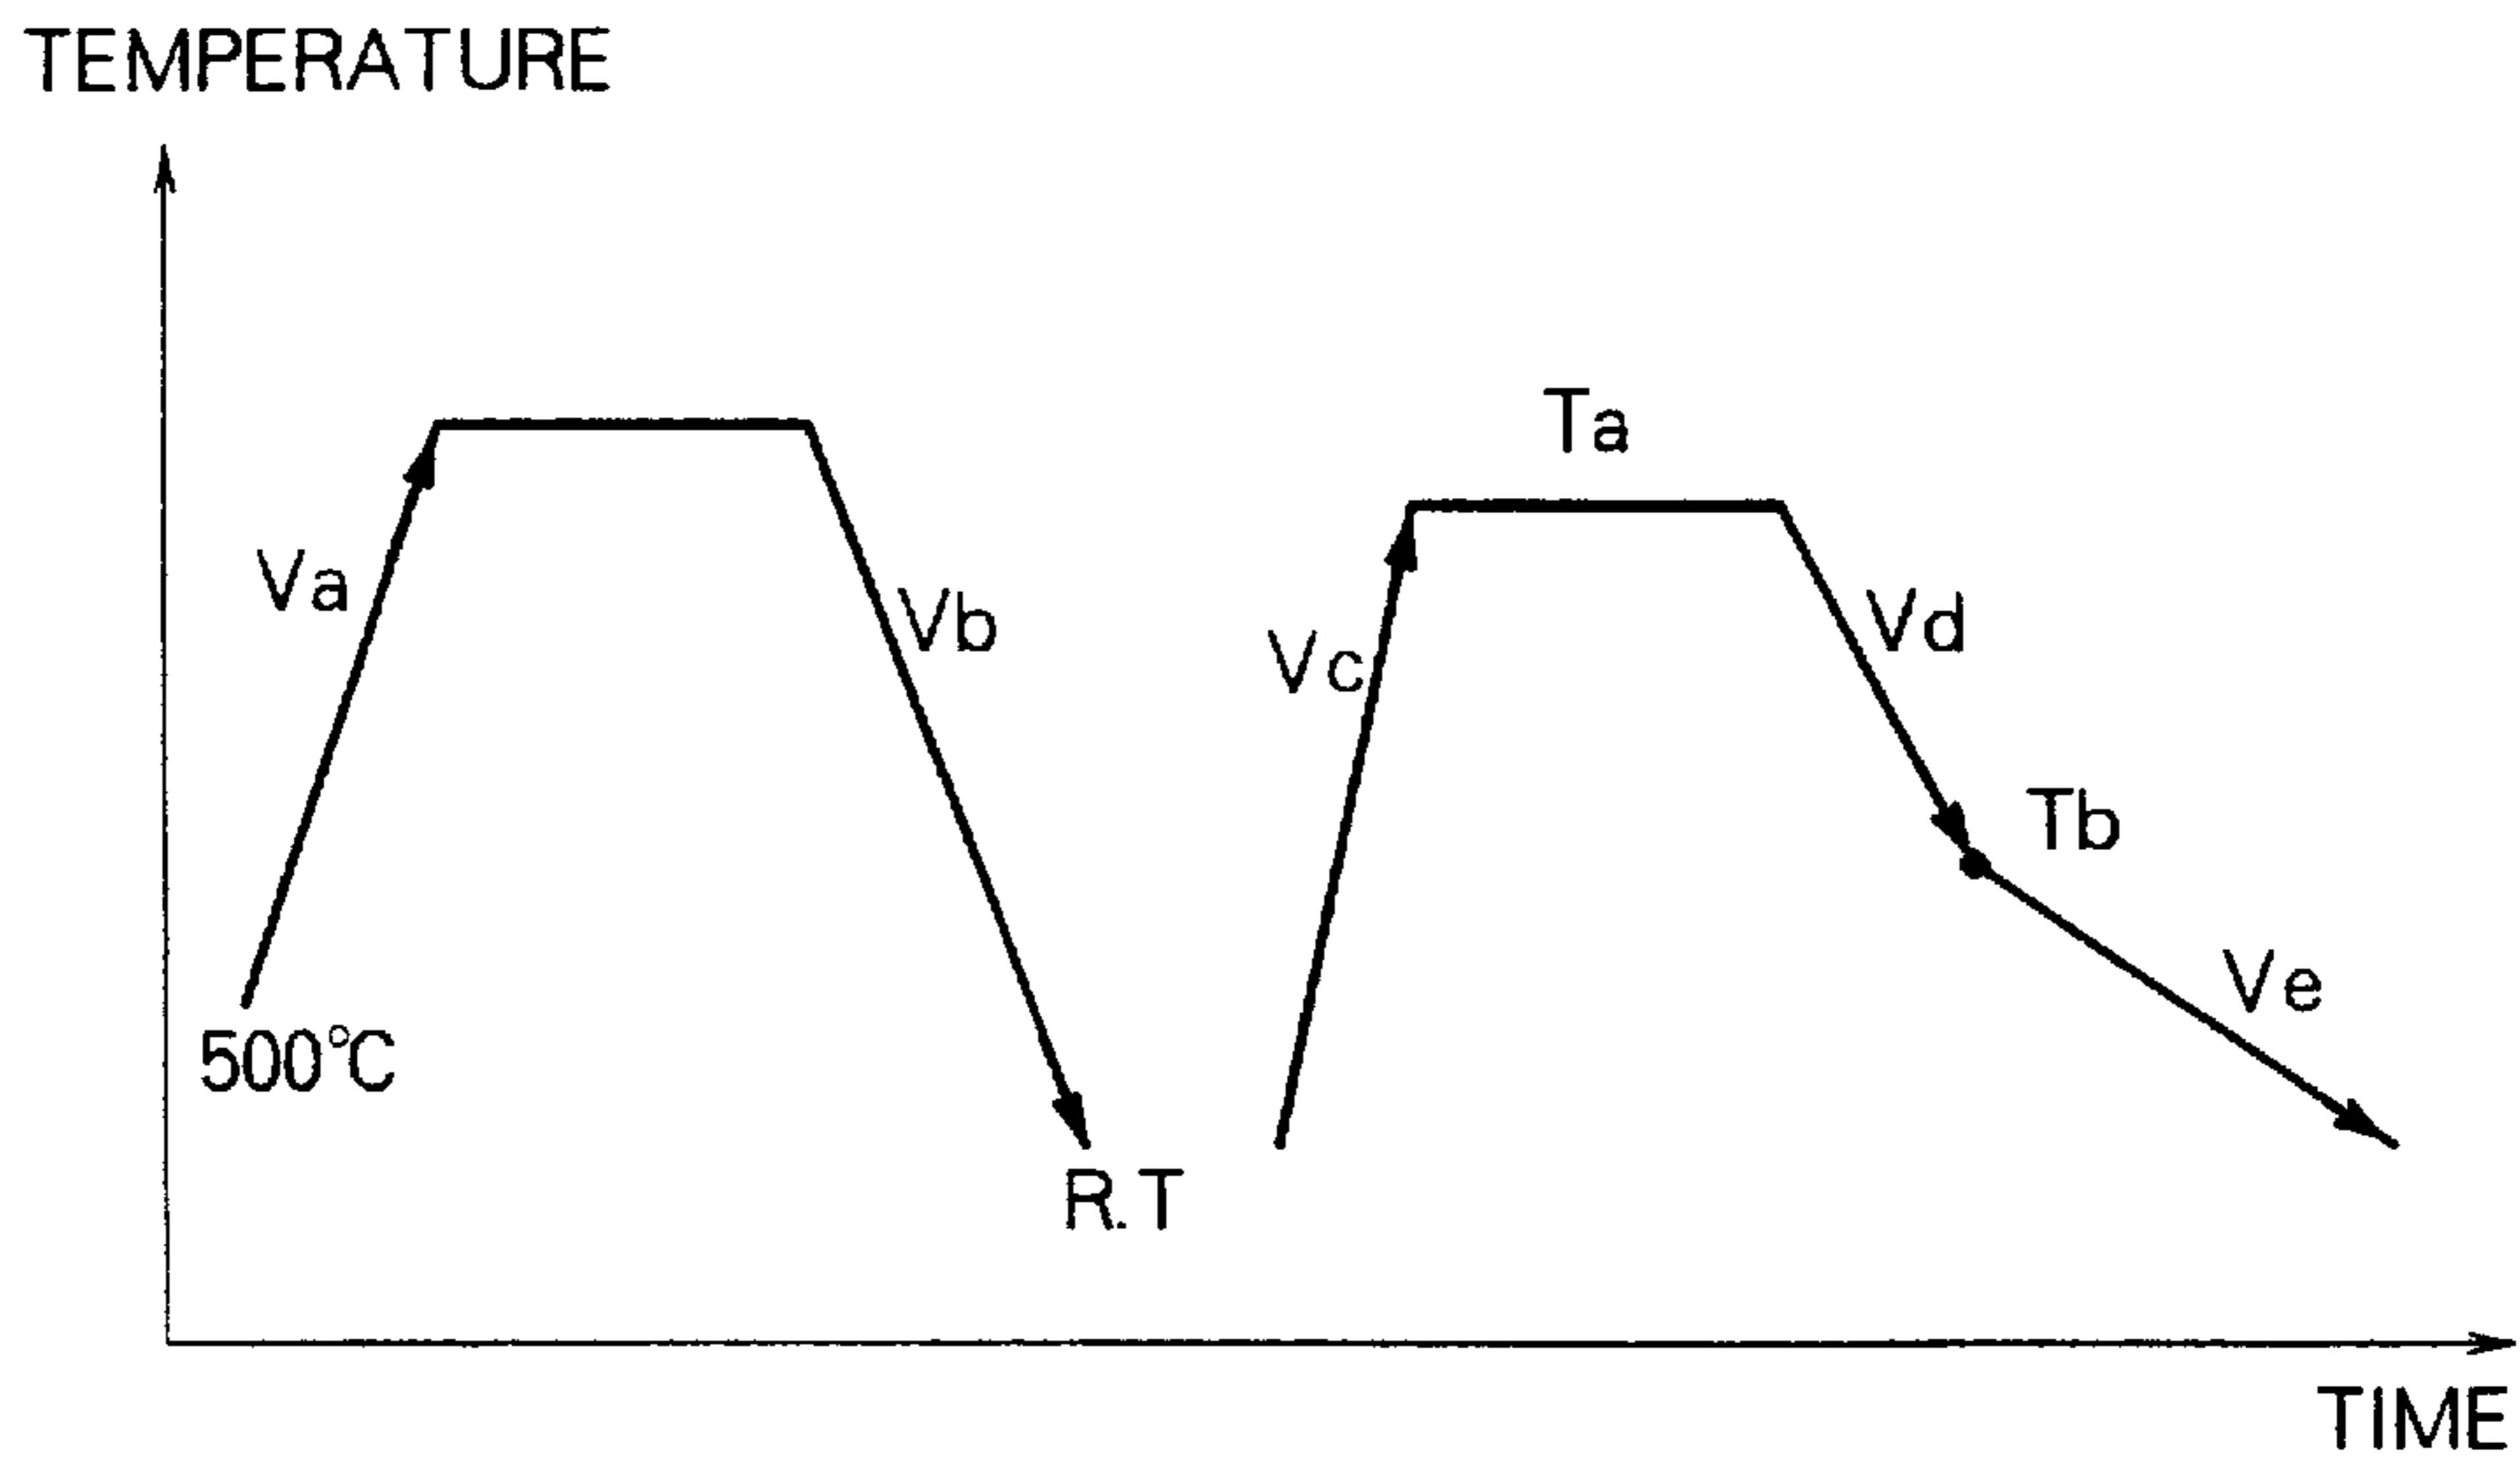 TEMPERATURE
Ta
Va
Vb
Vc
Vd
Tb
Ve
500°C
R.T
TIME